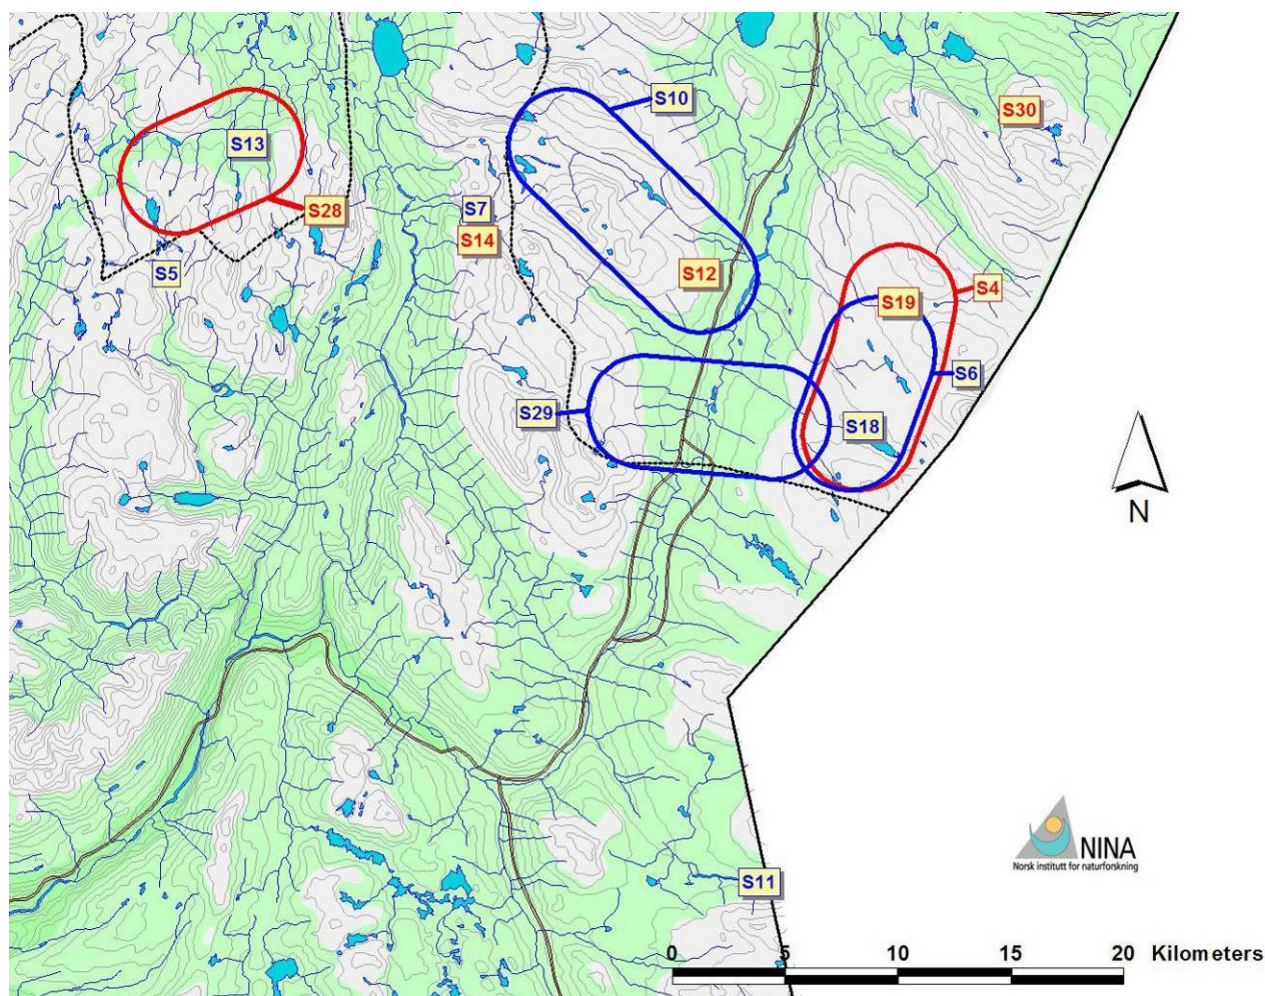 S10
S30
S13
S7
S28
S14
S5
S12
S4
S19
S6
S29
S18
N
NINA
Norsk institutt for naturforskning
S11
0 5 10 15 20 Kilometers